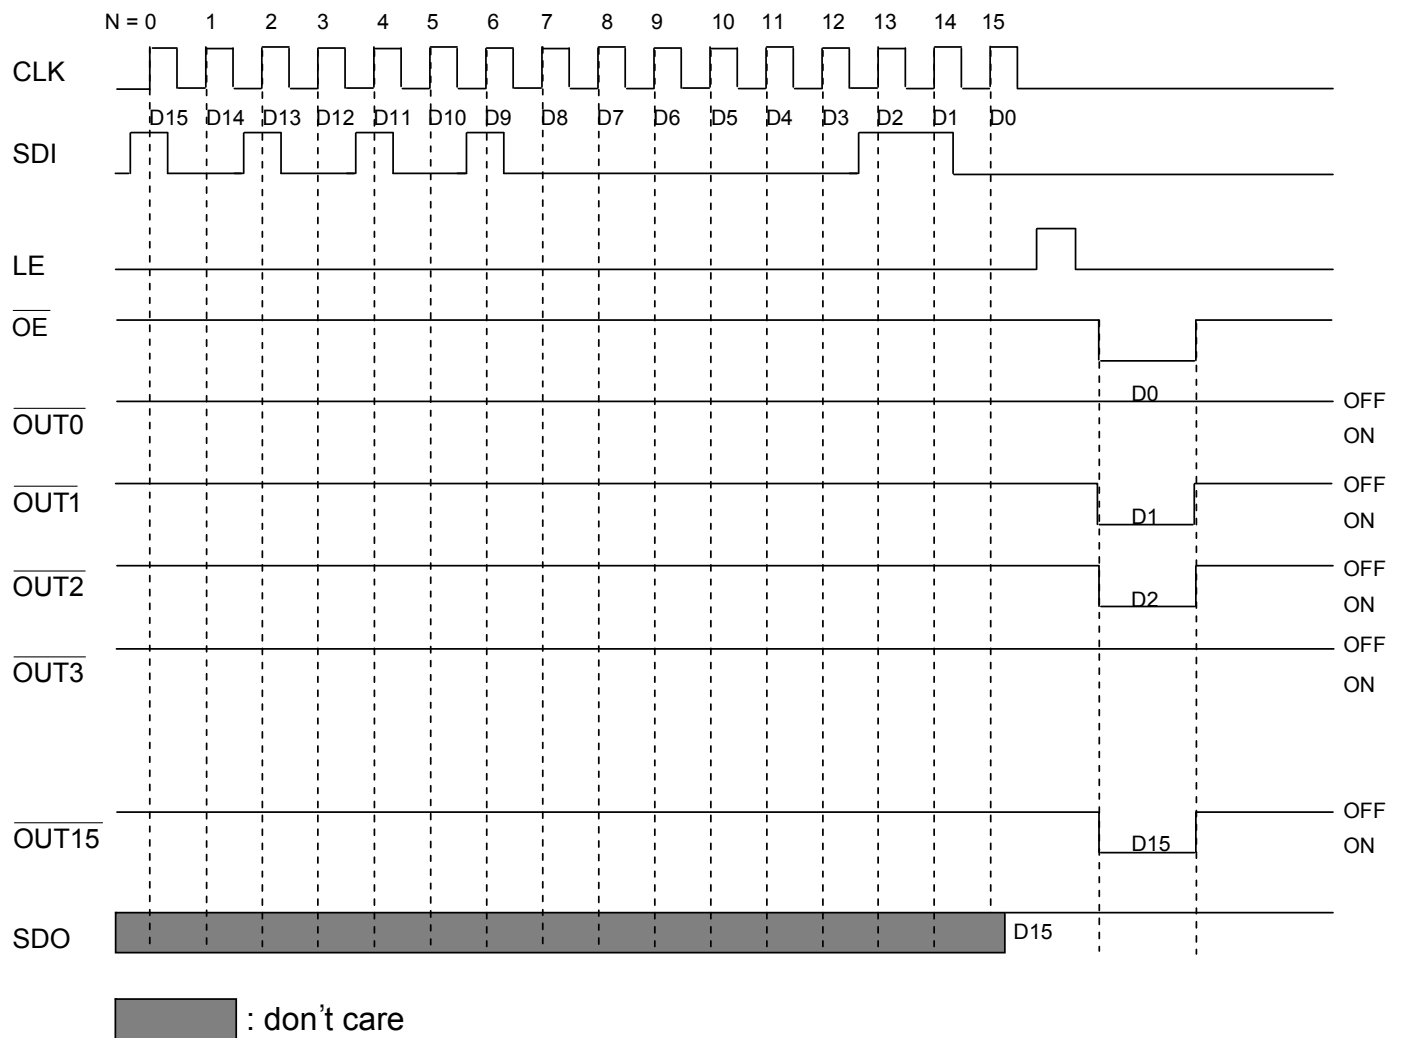 N = 0 1 2 3 4 5 6 7 8 9 10 11 12 13 14 15
CLK
D15 D14 D13 D12 D11 D10 D9 D8 D7 D6 D5 D4 D3 D2 D1 D0
SDI
LE
OE
D0 OFF
OUT0
ON
OFF
OUT1
D1 ON
OFF
OUT2
D2 ON
OFF
OUT3
ON
OFF
OUT15
D15 ON
SDO D15
: don't care